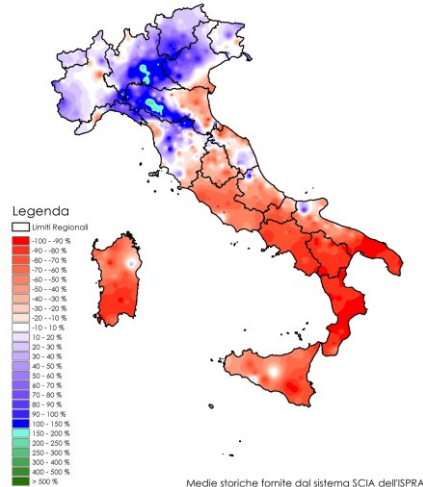 Legenda
Limiti Regionali
-100 - -90 %
-90 - -80 %
-80 - -70 %
-70 - -60 %
-60 - -50 %
-50 - -40 %
-40 - -30 %
-30 - -20 %
-20 - -10 %
-10 - 10 %
10 - 20 %
20 - 30 %
30 - 40 %
40 - 50 %
50 - 60 %
60 - 70 %
70 - 80 %
80 - 90 %
90 - 100 %
100 - 150 %
150 - 200 %
200 - 250 %
250 - 300 %
300 - 400 %
400 - 500 %
> 500 %
Medie storiche fornite dal sistema SCIA dell'ISPRA